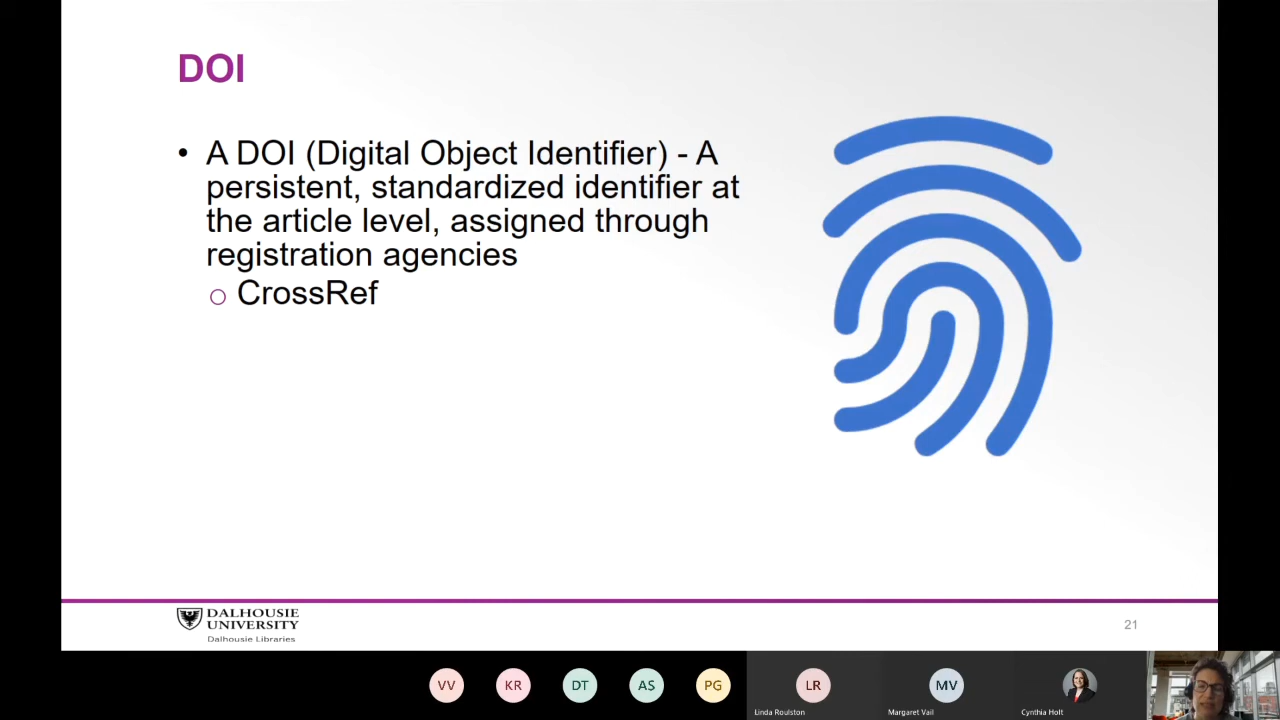 DOI
• A DOI (Digital Object Identifier) - A
persistent, standardized identifier at
the article level, assigned through
registration agencies
○ CrossRef
DALHOUSIE
UNIVERSITY
Dalhousie Libraries
21
VV KR DT AS PG LR MV
Linda Roulston Margaret Vail Cynthia Holt